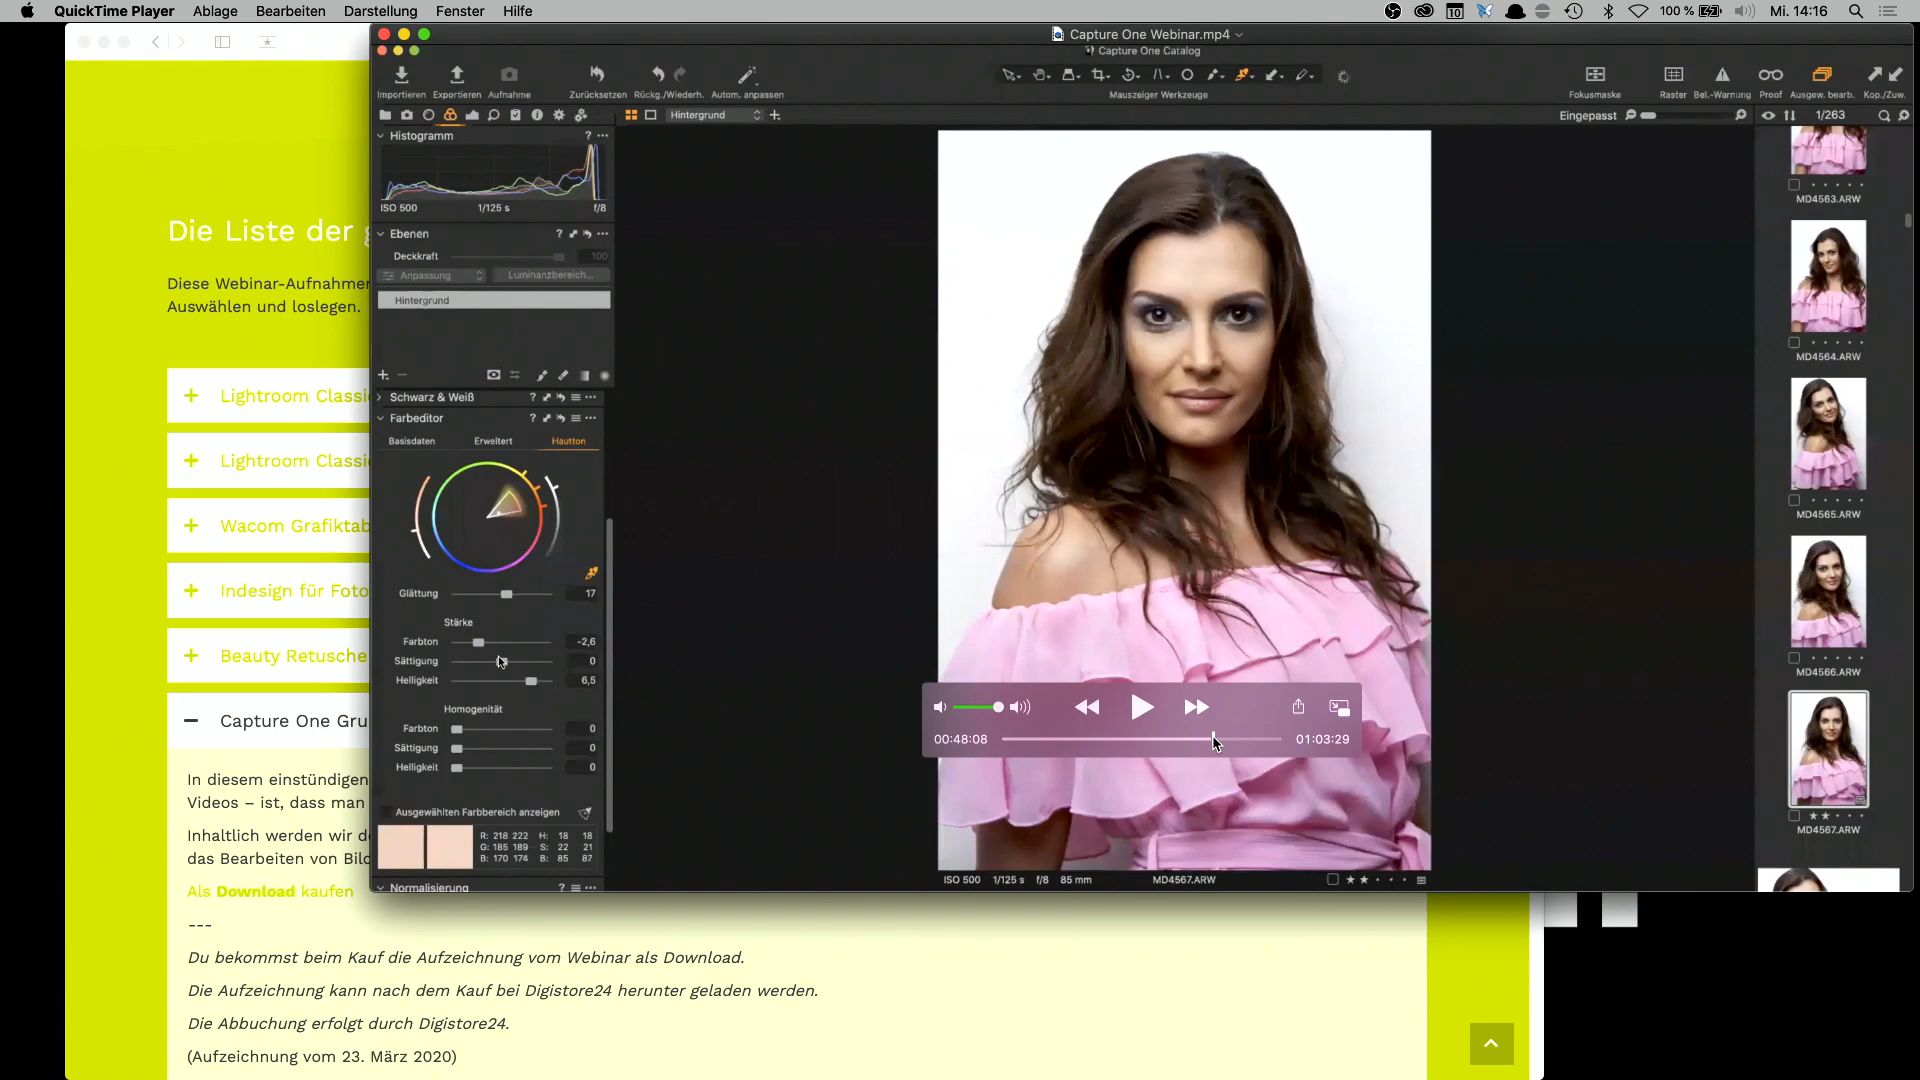 QuickTime Player Ablage Bearbeiten Darstellung Fenster Hilfe
10 100 % Mi. 14:16
Capture One Webinar.mp4
Capture One Catalog
Importieren Exportieren Aufnahme Zurücksetzen Rückg./Wiederh. Autom. anpassen Mauszeiger Werkzeuge Fokusmaske Raster Bel.-Warnung Proof Ausgew. bearb. Kop./Zuw.
Hintergrund Eingepasst 1/263
Histogramm
ISO 500 1/125 s f/8
Ebenen
Deckkraft 100
Anpassung Luminanzbereich...
Hintergrund
Schwarz & Weiß
Farbeditor
Basisdaten Erweitert Hautton
Glättung 17
Stärke
Farbton -2,6
Sättigung 0
Helligkeit 6,5
Homogenität
Farbton 0
Sättigung 0
Helligkeit 0
Ausgewählten Farbbereich anzeigen
R: 218 222 H: 18 18
G: 185 189 S: 22 21
B: 170 174 B: 85 87
Normalisierung
00:48:08 01:03:29
ISO 500 1/125 s f/8 85 mm MD4567.ARW
MD4563.ARW
MD4564.ARW
MD4565.ARW
MD4566.ARW
MD4567.ARW
Die Liste der
Diese Webinar-Aufnahmen
Auswählen und loslegen.
+ Lightroom Classi
+ Lightroom Classi
+ Wacom Grafiktab
+ Indesign für Foto
+ Beauty Retusche
− Capture One Gru
In diesem einstündigen
Videos – ist, dass man
Inhaltlich werden wir d
das Bearbeiten von Bild
Als Download kaufen
---
Du bekommst beim Kauf die Aufzeichnung vom Webinar als Download.
Die Aufzeichnung kann nach dem Kauf bei Digistore24 herunter geladen werden.
Die Abbuchung erfolgt durch Digistore24.
(Aufzeichnung vom 23. März 2020)